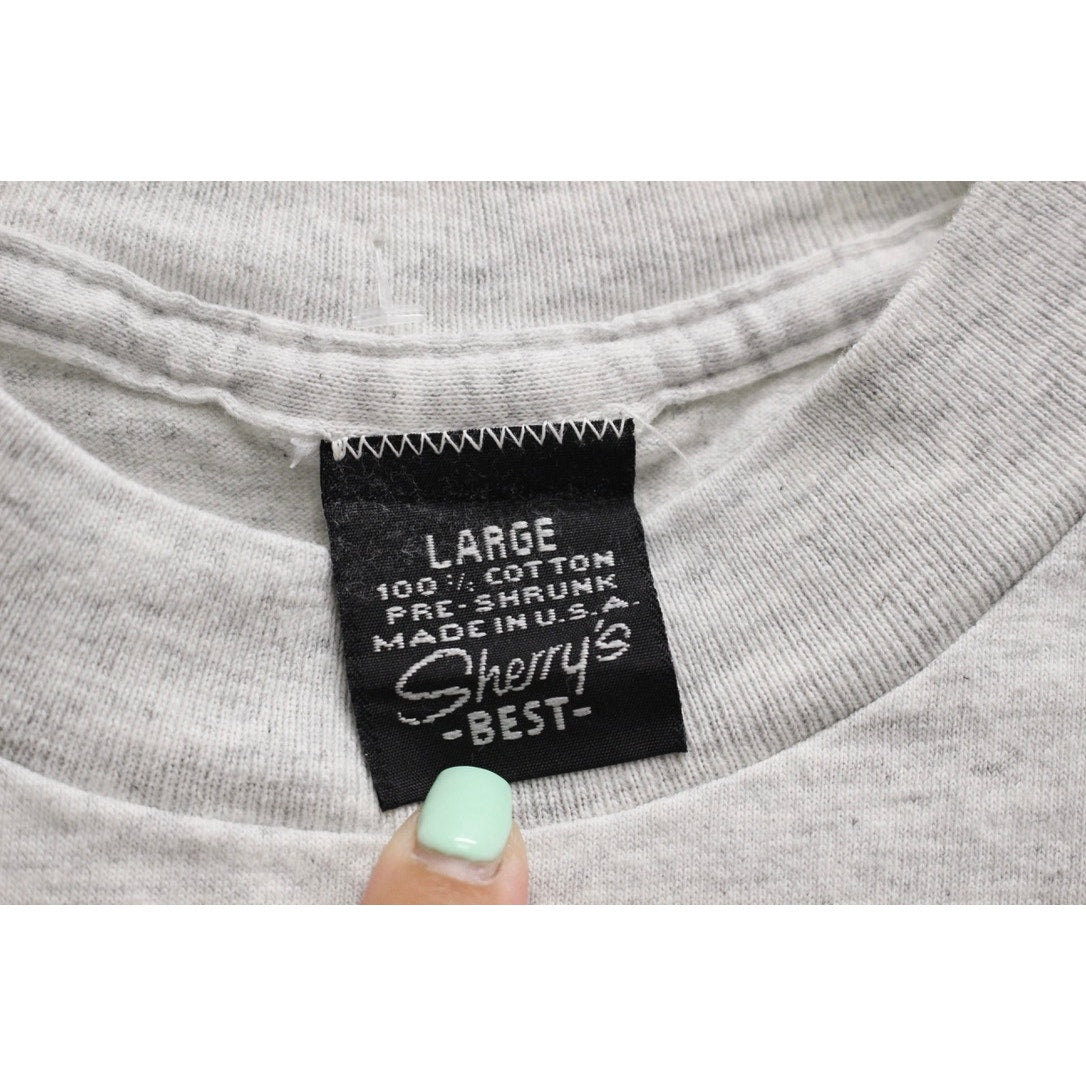 LARGE
100% COTTON
PRE-SHRUNK
MADE IN U.S.A.
Sherry's
-BEST-